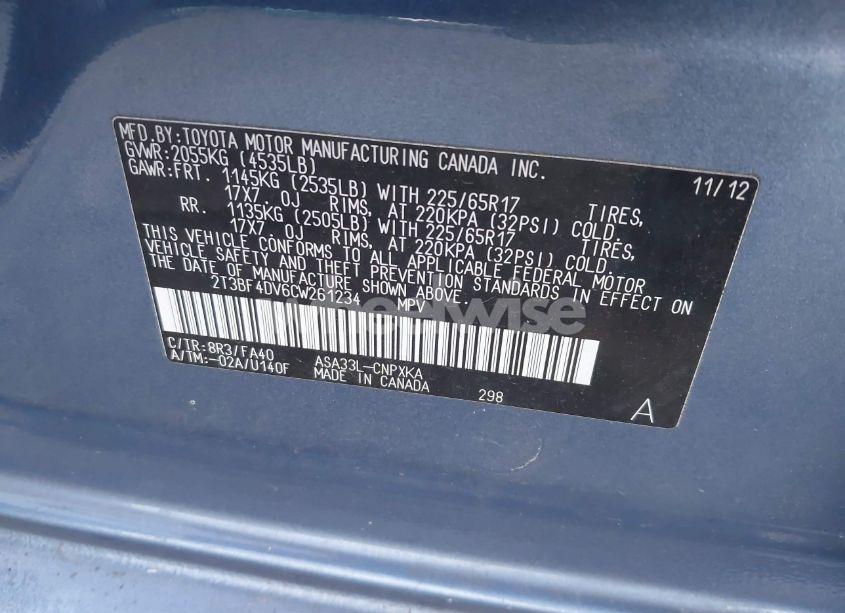 MFD.BY:TOYOTA MOTOR MANUFACTURING CANADA INC.
GVWR:2055KG (4535LB) 11/12
GAWR:FRT. 1145KG (2535LB) WITH 225/65R17 TIRES,
17X7. 0J RIMS, AT 220KPA (32PSI) COLD.
RR. 1135KG (2505LB) WITH 225/65R17 TIRES,
17X7. 0J RIMS, AT 220KPA (32PSI) COLD.
THIS VEHICLE CONFORMS TO ALL APPLICABLE FEDERAL MOTOR
VEHICLE SAFETY AND THEFT PREVENTION STANDARDS IN EFFECT ON
THE DATE OF MANUFACTURE SHOWN ABOVE.
2T3BF4DV6CW261234 MPV
C/TR:8R3/FA40 ASA33L-CNPXKA
A/TM:-02A/U140F MADE IN CANADA 298 A